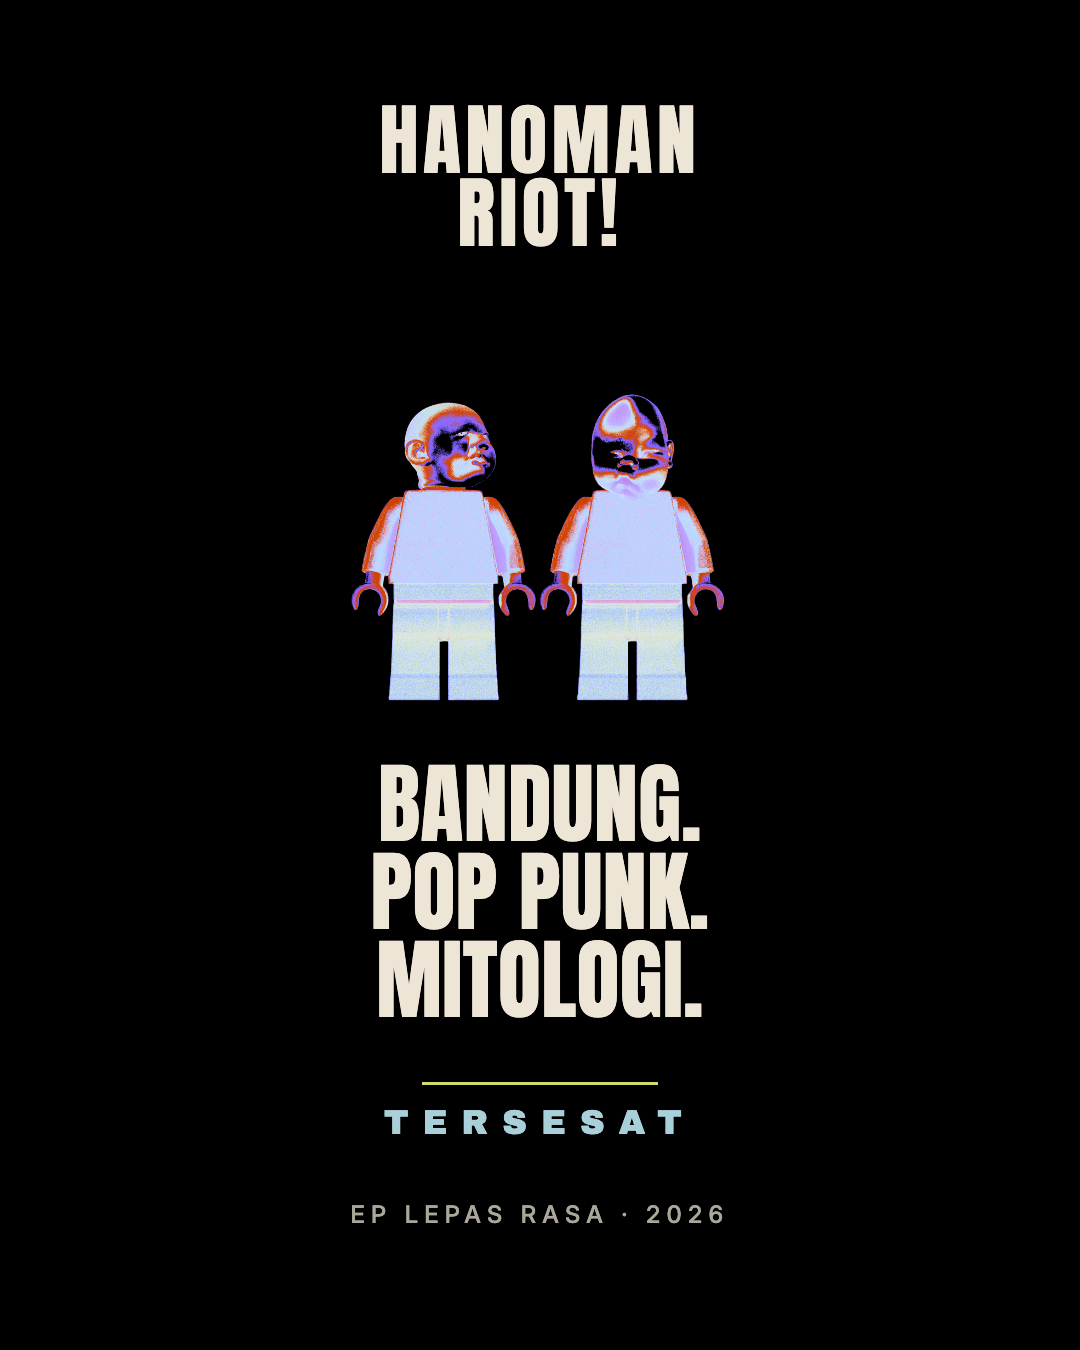 HANOMAN
RIOT!
BANDUNG.
POP PUNK.
MITOLOGI.
TERSESAT
EP LEPAS RASA · 2026